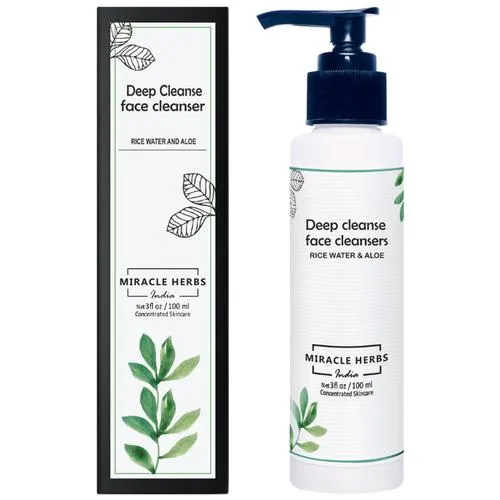 Deep Cleanse
face cleanser
RICE WATER AND ALOE
MIRACLE HERBS
India
Net 3fl oz / 100 ml
Concentrated Skincare
Deep cleanse
face cleansers
RICE WATER & ALOE
MIRACLE HERBS
India
Net 3fl oz / 100 ml
Concentrated Skincare